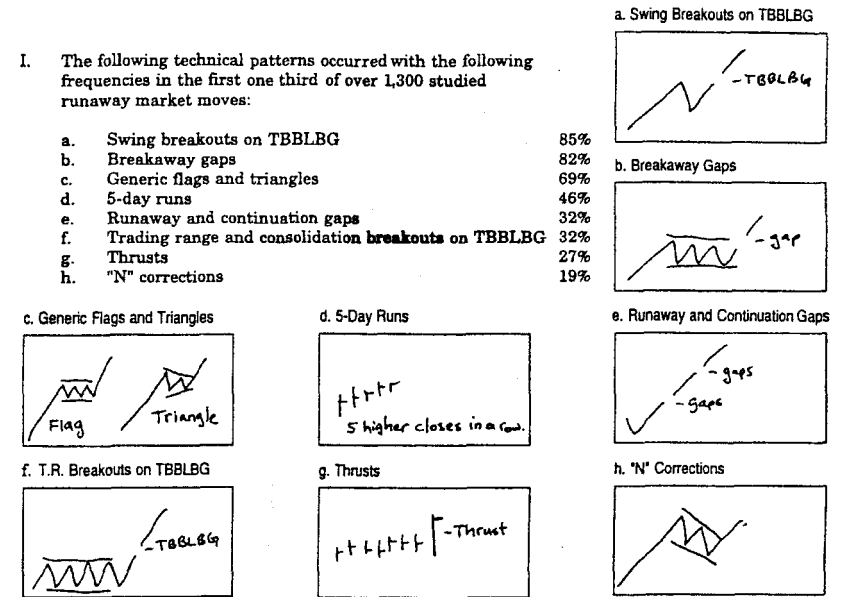 a. Swing Breakouts on TBBLBG
I. The following technical patterns occurred with the following
frequencies in the first one third of over 1,300 studied
runaway market moves:
a. Swing breakouts on TBBLBG 85%
b. Breakaway gaps 82%
c. Generic flags and triangles 69%
d. 5-day runs 46%
e. Runaway and continuation gaps 32%
f. Trading range and consolidation breakouts on TBBLBG 32%
g. Thrusts 27%
h. "N" corrections 19%
-TBBLBG
b. Breakaway Gaps
-gap
c. Generic Flags and Triangles
Flag
Triangle
d. 5-Day Runs
5 higher closes in a row.
e. Runaway and Continuation Gaps
-gaps
-gaps
f. T.R. Breakouts on TBBLBG
-TBBLBG
g. Thrusts
-Thrust
h. "N" Corrections